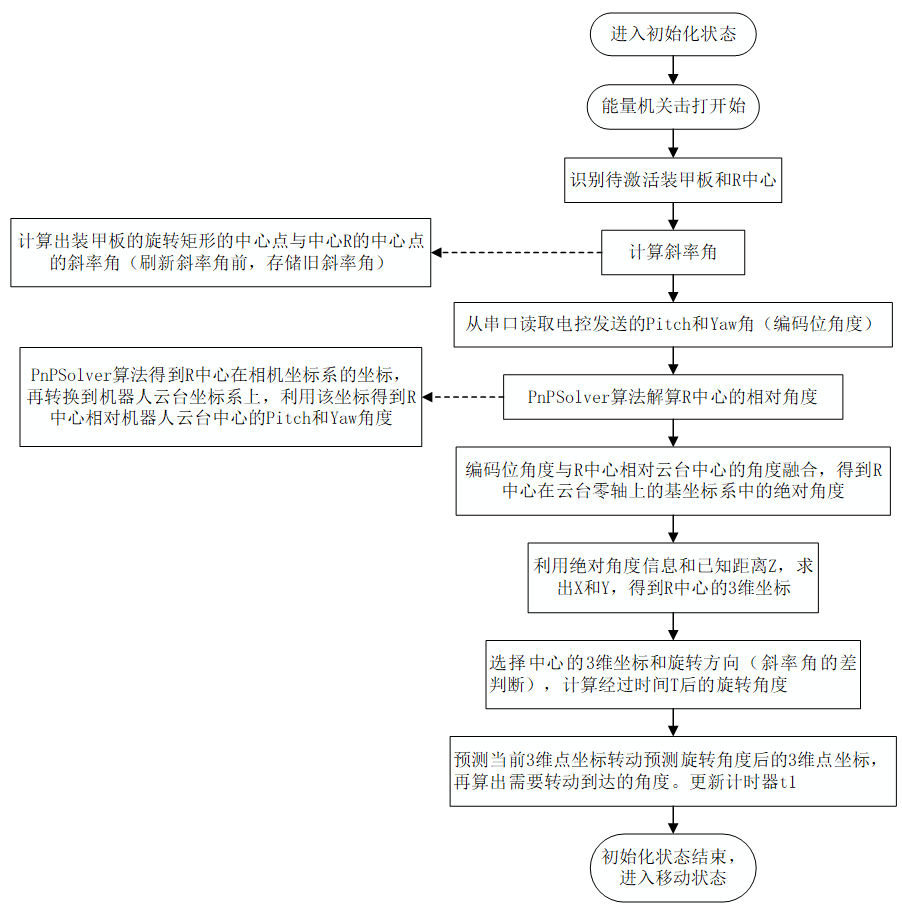 进入初始化状态
能量机关击打开始
识别待激活装甲板和R中心
计算斜率角
计算出装甲板的旋转矩形的中心点与中心R的中心点
的斜率角（刷新斜率角前，存储旧斜率角）
从串口读取电控发送的Pitch和Yaw角（编码位角度）
PnPSolver算法解算R中心的相对角度
PnPSolver算法得到R中心在相机坐标系的坐标，
再转换到机器人云台坐标系上，利用该坐标得到R
中心相对机器人云台中心的Pitch和Yaw角度
编码位角度与R中心相对云台中心的角度融合，得到R
中心在云台零轴上的基坐标系中的绝对角度
利用绝对角度信息和已知距离Z，求
出X和Y，得到R中心的3维坐标
选择中心的3维坐标和旋转方向（斜率角的差
判断），计算经过时间T后的旋转角度
预测当前3维点坐标转动预测旋转角度后的3维点坐标，
再算出需要转动到达的角度。更新计时器t1
初始化状态结束，
进入移动状态